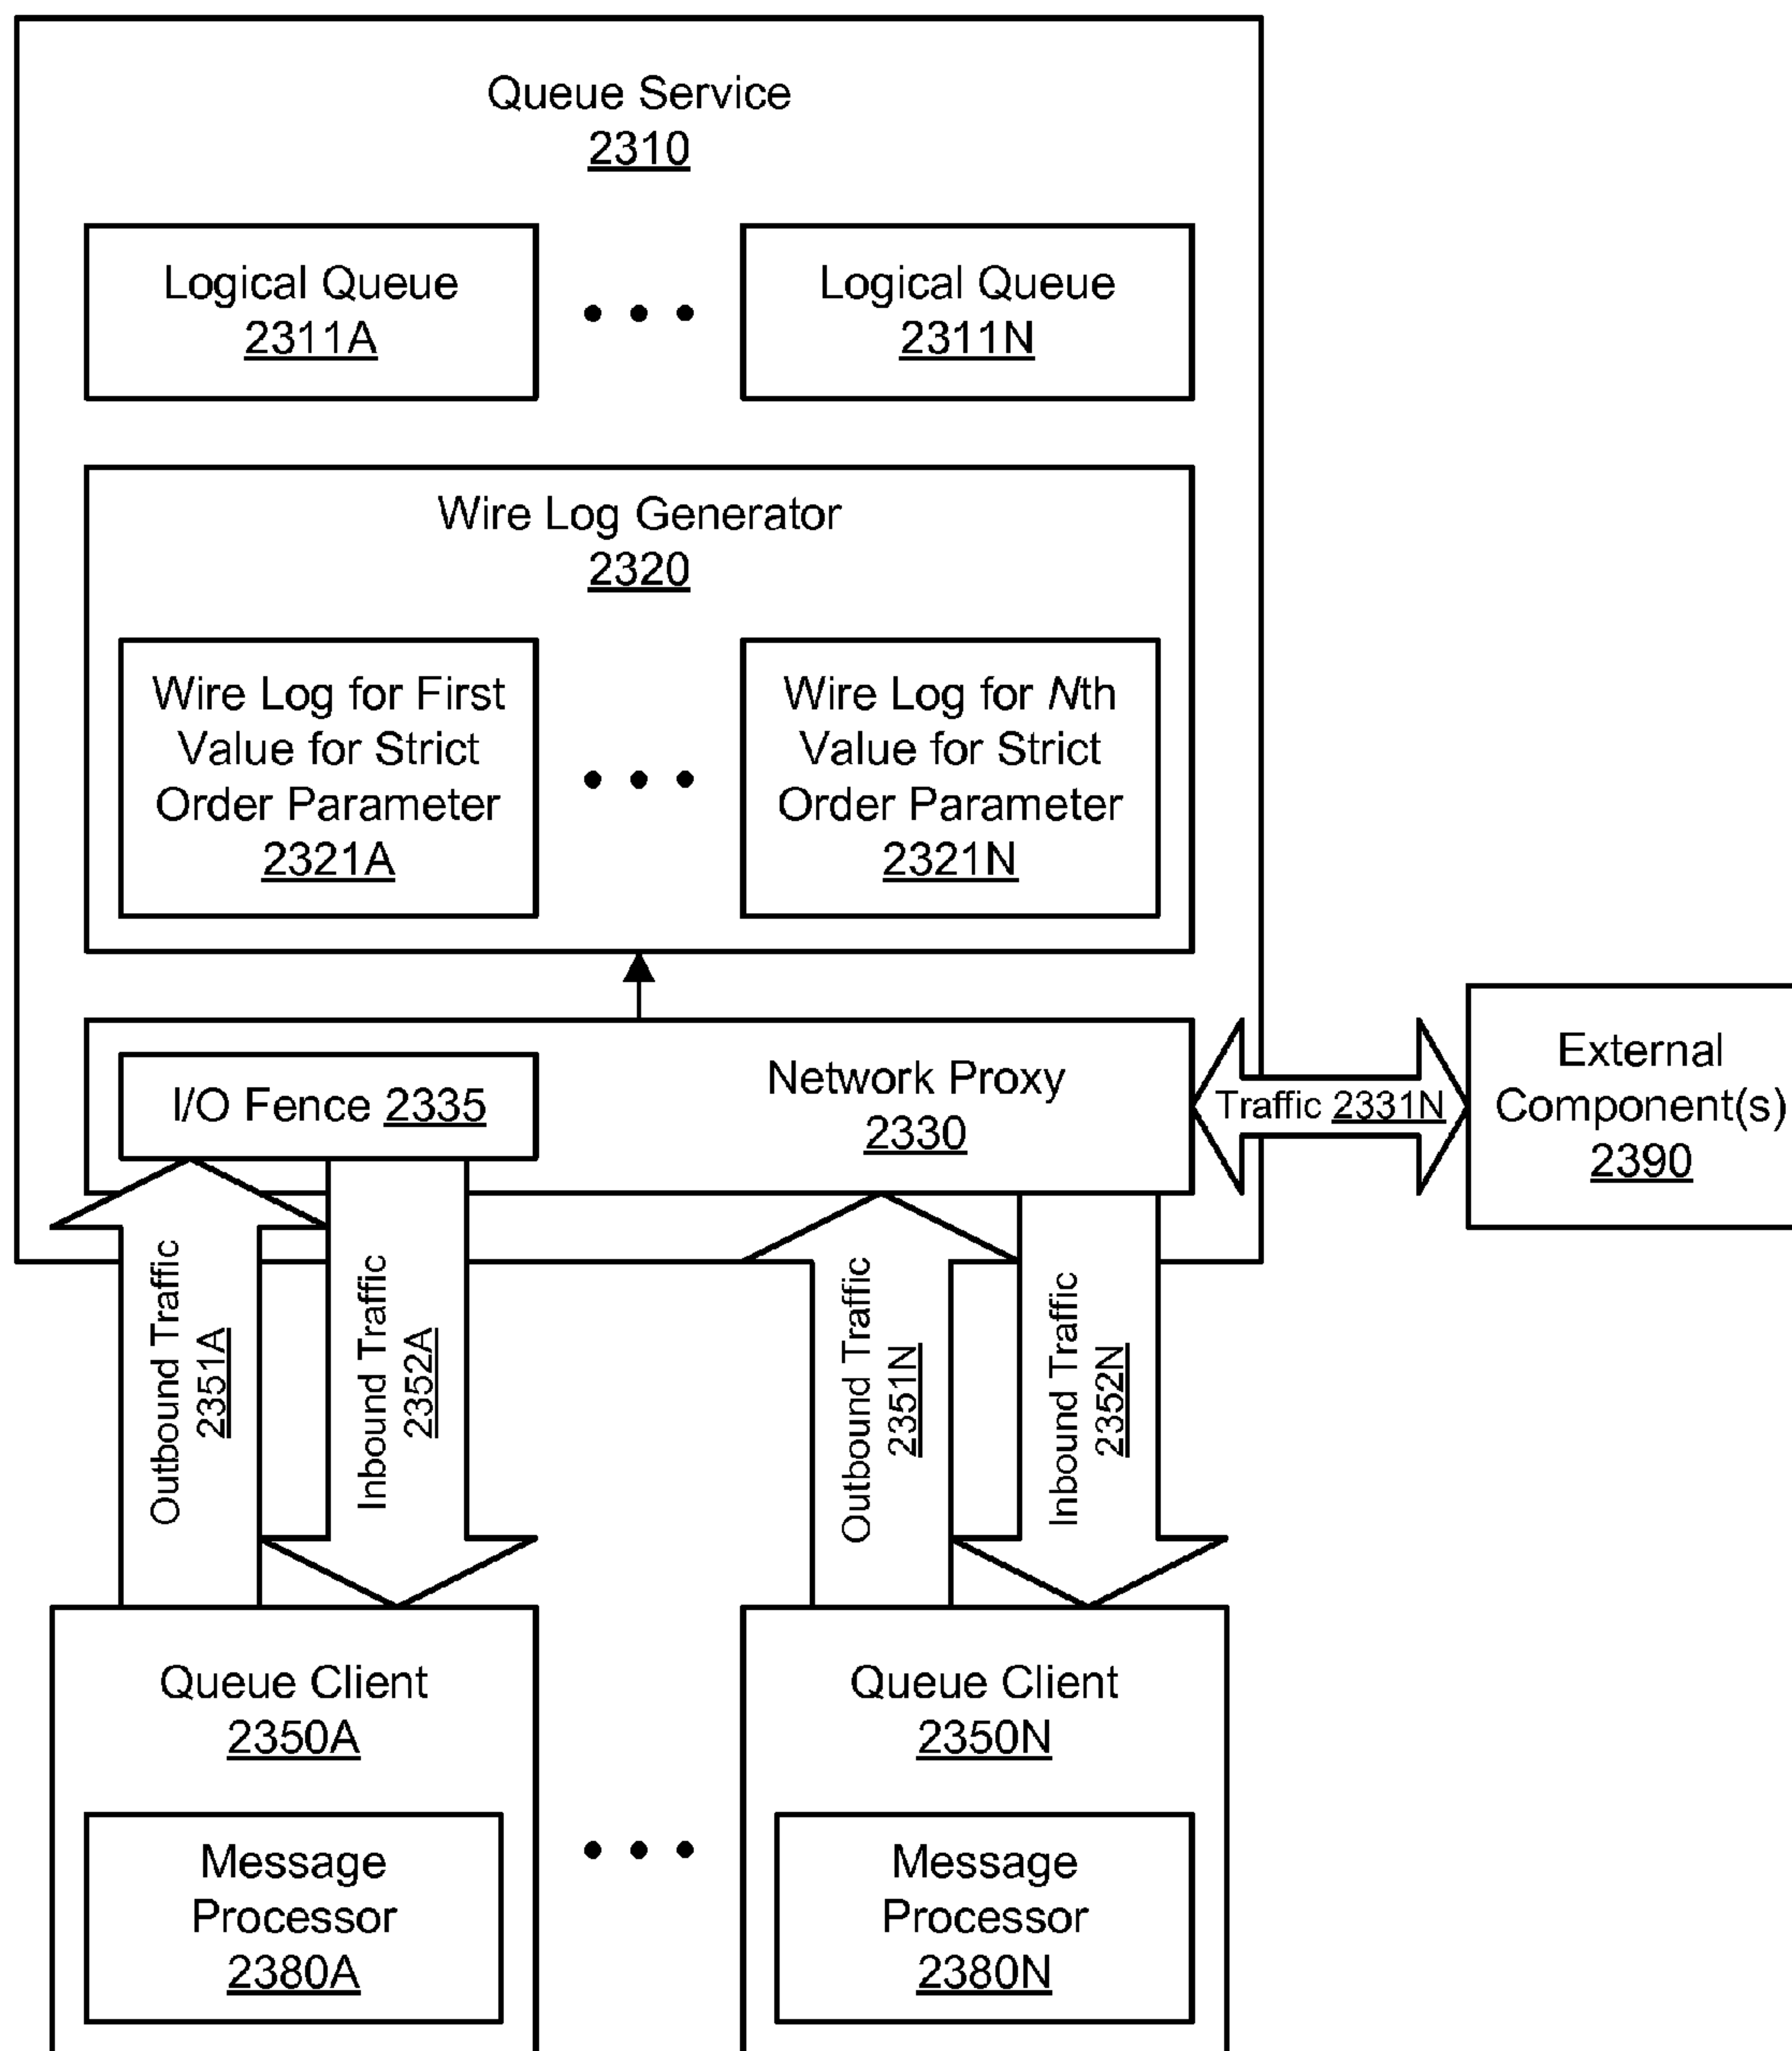 Queue Service
2310
Logical Queue
2311A
Logical Queue
2311N
Wire Log Generator
2320
Wire Log for First
Value for Strict
Order Parameter
2321A
Wire Log for Nth
Value for Strict
Order Parameter
2321N
I/O Fence 2335
Network Proxy
2330
Traffic 2331N
External
Component(s)
2390
Outbound Traffic
2351A
Inbound Traffic
2352A
Outbound Traffic
2351N
Inbound Traffic
2352N
Queue Client
2350A
Message
Processor
2380A
Queue Client
2350N
Message
Processor
2380N